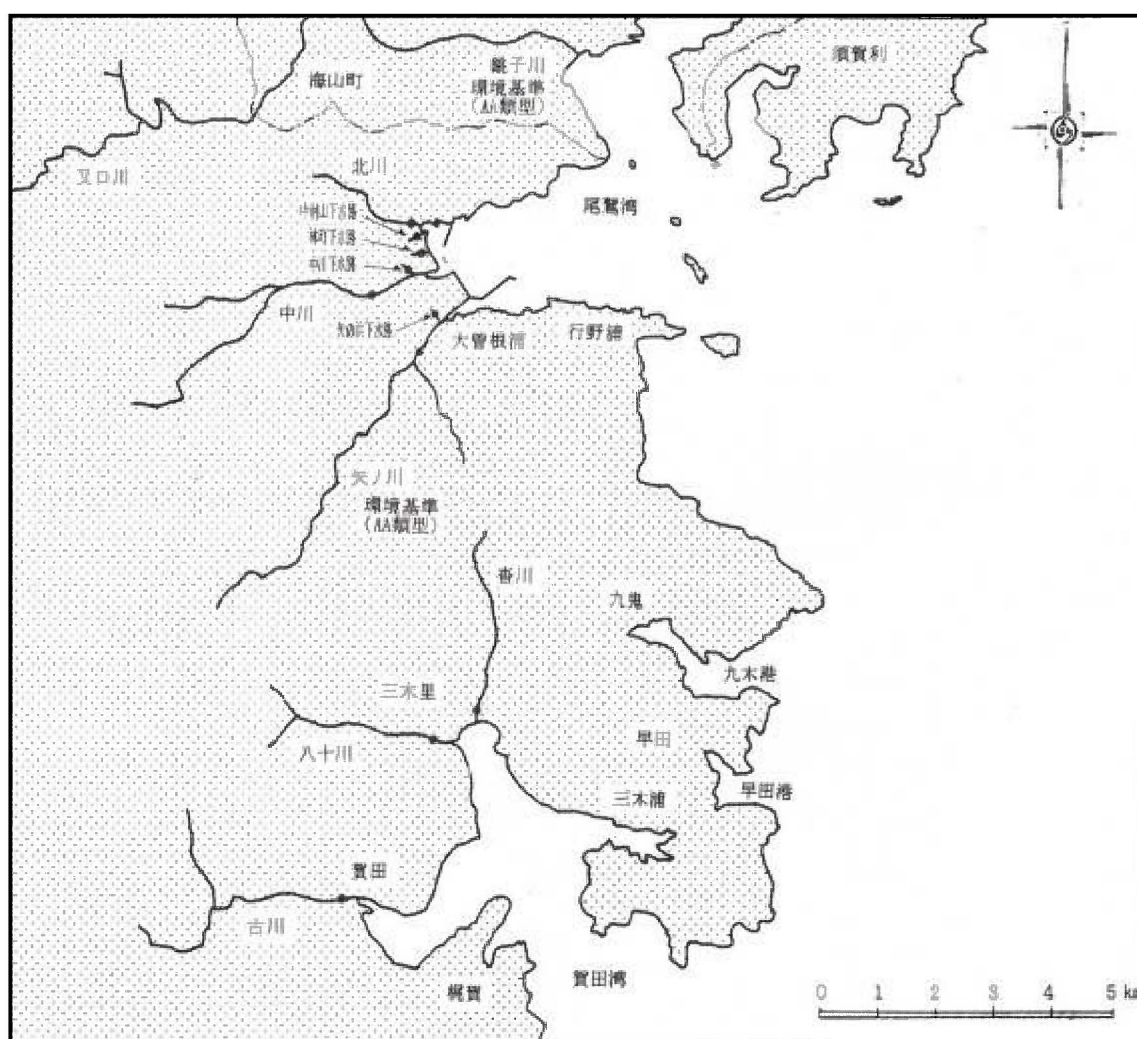 須賀利
銚子川
環境基準
(AA類型)
海山町
又口川
北川
尾鷲湾
中川
大曽根浦
行野浦
矢ノ川
環境基準
(AA類型)
沓川
九鬼
九木港
三木里
早田
八十川
早田港
三木浦
賀田
古川
賀田湾
梶賀
0 1 2 3 4 5 km